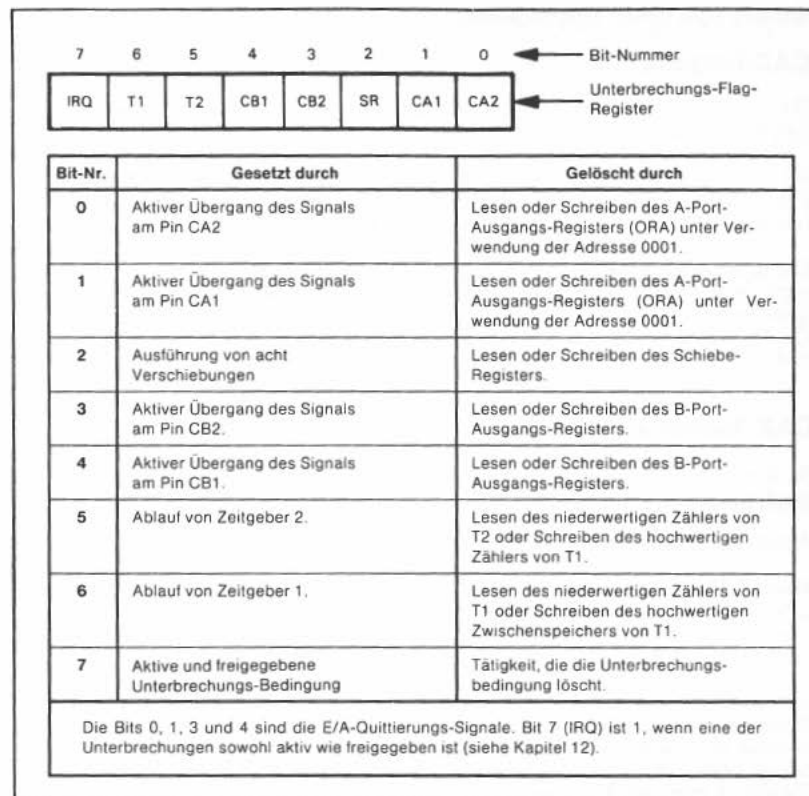 7 6 5 4 3 2 1 0 Bit-Nummer
IRQ T1 T2 CB1 CB2 SR CA1 CA2 Unterbrechungs-Flag-
Register
Bit-Nr. Gesetzt durch Gelöscht durch
0 Aktiver Übergang des Signals Lesen oder Schreiben des A-Port-
am Pin CA2 Ausgangs-Registers (ORA) unter Ver-
wendung der Adresse 0001.
1 Aktiver Übergang des Signals Lesen oder Schreiben des A-Port-
am Pin CA1 Ausgangs-Registers (ORA) unter Ver-
wendung der Adresse 0001.
2 Ausführung von acht Lesen oder Schreiben des Schiebe-
Verschiebungen Registers.
3 Aktiver Übergang des Signals Lesen oder Schreiben des B-Port-
am Pin CB2. Ausgangs-Registers.
4 Aktiver Übergang des Signals Lesen oder Schreiben des B-Port-
am Pin CB1. Ausgangs-Registers.
5 Ablauf von Zeitgeber 2. Lesen des niederwertigen Zählers von
T2 oder Schreiben des hochwertigen
Zählers von T1.
6 Ablauf von Zeitgeber 1. Lesen des niederwertigen Zählers von
T1 oder Schreiben des hochwertigen
Zwischenspeichers von T1.
7 Aktive und freigegebene Tätigkeit, die die Unterbrechungs-
Unterbrechungs-Bedingung bedingung löscht.
Die Bits 0, 1, 3 und 4 sind die E/A-Quittierungs-Signale. Bit 7 (IRQ) ist 1, wenn eine der
Unterbrechungen sowohl aktiv wie freigegeben ist (siehe Kapitel 12).